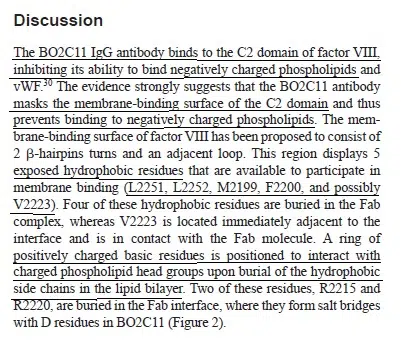 Discussion
The BO2C11 IgG antibody binds to the C2 domain of factor VIII,
inhibiting its ability to bind negatively charged phospholipids and
vWF.30 The evidence strongly suggests that the BO2C11 antibody
masks the membrane-binding surface of the C2 domain and thus
prevents binding to negatively charged phospholipids. The mem-
brane-binding surface of factor VIII has been proposed to consist of
2 β-hairpins turns and an adjacent loop. This region displays 5
exposed hydrophobic residues that are available to participate in
membrane binding (L2251, L2252, M2199, F2200, and possibly
V2223). Four of these hydrophobic residues are buried in the Fab
complex, whereas V2223 is located immediately adjacent to the
interface and is in contact with the Fab molecule. A ring of
positively charged basic residues is positioned to interact with
charged phospholipid head groups upon burial of the hydrophobic
side chains in the lipid bilayer. Two of these residues, R2215 and
R2220, are buried in the Fab interface, where they form salt bridges
with D residues in BO2C11 (Figure 2).